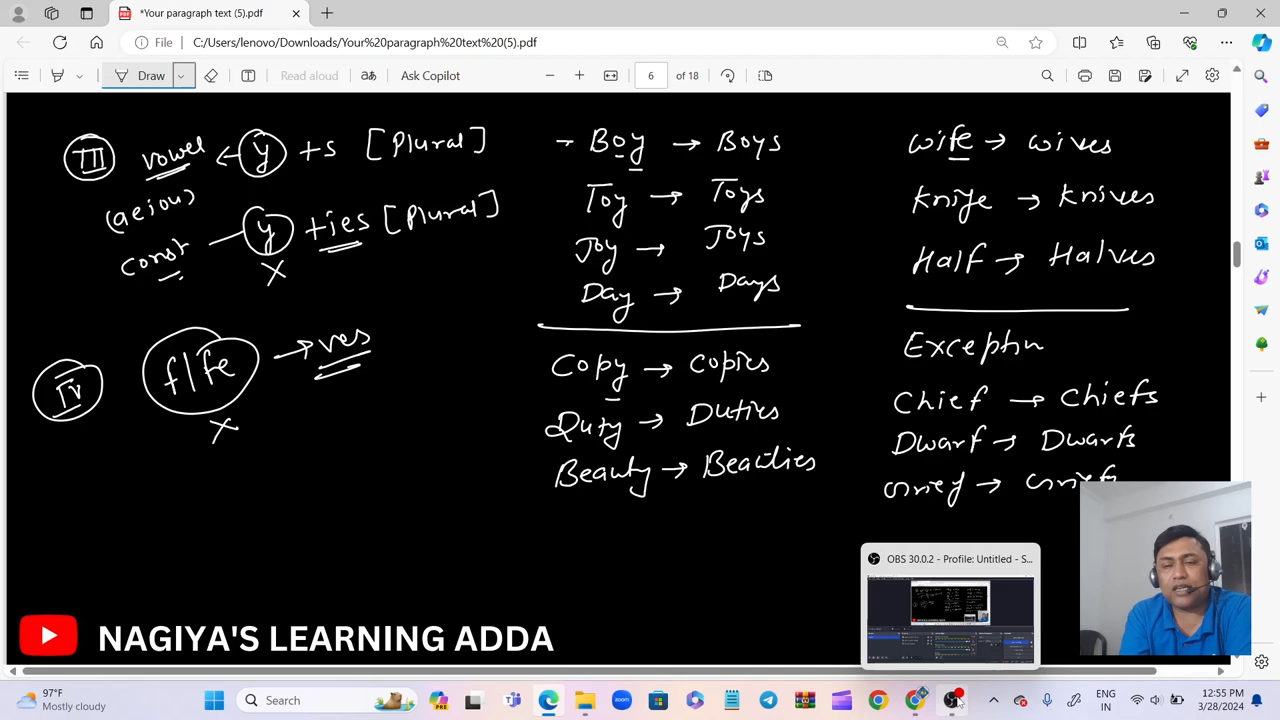 *Your paragraph text (5).pdf
File C:/Users/lenovo/Downloads/Your%20paragraph%20text%20(5).pdf
Draw
Read aloud
Ask Copilot
6 of 18
III vowel ← y +s [Plural]
(aeiou)
const — y +ies [Plural]
X
IV f/fe → ves
X
- Boy → Boys
Toy → Toys
Joy → Joys
Day → Days
Copy → Copies
Duty → Duties
Beauty → Beauties
wife → wives
Knife → Knives
Half → Halves
Exception
Chief → Chiefs
Dwarf → Dwarfs
Grief → Griefs
NAGIYA'S LEARNING ADDA
OBS 30.0.2 - Profile: Untitled - S...
97°F
Mostly cloudy
Search
ENG
IN
12:55 PM
3/28/2024